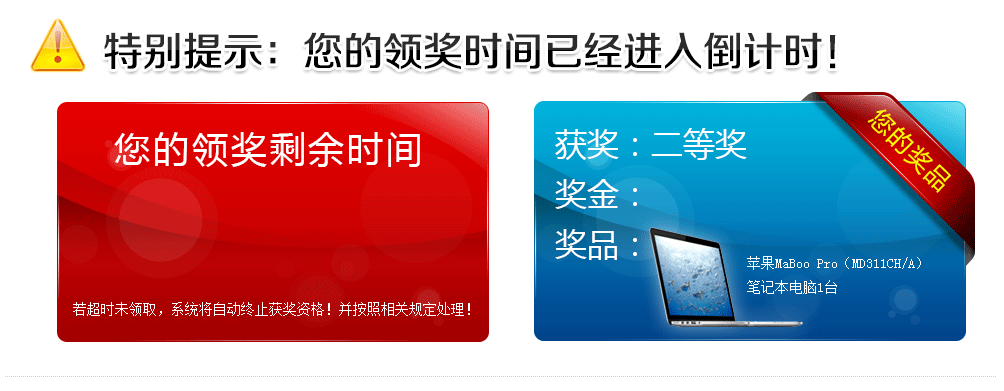 特别提示：您的领奖时间已经进入倒计时！
您的领奖剩余时间
若超时未领取，系统将自动终止获奖资格！并按照相关规定处理！
您的奖品
获奖：二等奖
奖金：
奖品：
苹果MaBoo Pro（MD311CH/A）
笔记本电脑1台